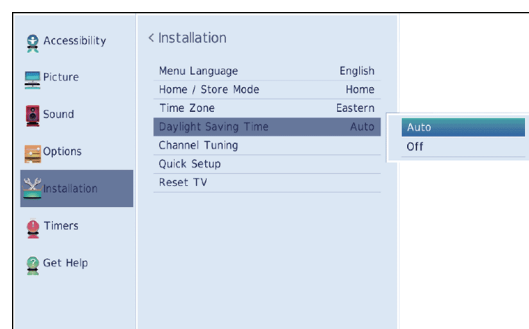 Accessibility
Picture
Sound
Options
Installation
Timers
Get Help
< Installation
Menu Language English
Home / Store Mode Home
Time Zone Eastern
Daylight Saving Time Auto
Channel Tuning
Quick Setup
Reset TV
Auto
Off